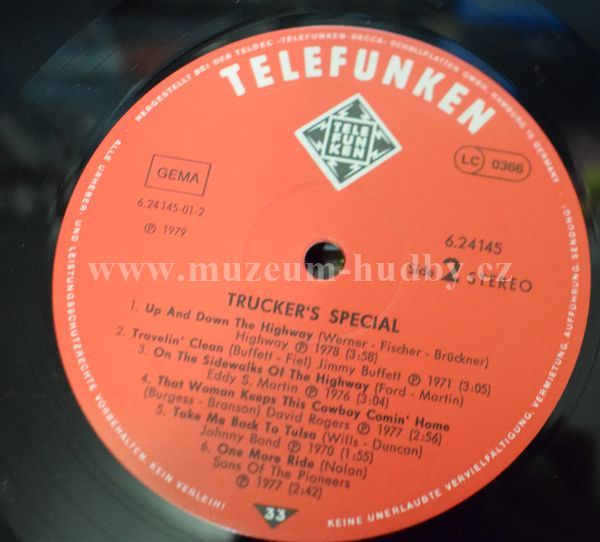 HERGESTELLT BEI DER TELDEC »TELEFUNKEN-DECCA« SCHALLPLATTEN GMBH, HAMBURG 19 GERMANY ·
TELEFUNKEN
TELE
FUN
KEN
GEMA
LC 0366
6.24145-01-2
℗ 1979
6.24145
Side 2 STEREO
www.muzeum-hudby.cz
TRUCKER'S SPECIAL
1. Up And Down The Highway (Werner - Fischer - Brückner)
Highway ℗ 1978 (3:58)
2. Travelin' Clean (Buffett - Fiel) Jimmy Buffett ℗ 1971 (3:05)
3. On The Sidewalks Of The Highway (Ford - Martin)
Eddy S. Martin ℗ 1976 (3:04)
4. That Woman Keeps This Cowboy Comin' Home
(Burgess - Branson) David Rogers ℗ 1977 (2:56)
5. Take Me Back To Tulsa (Wills - Duncan)
Johnny Bond ℗ 1970 (1:55)
6. One More Ride (Nolan)
Sons Of The Pioneers
℗ 1977 (2:42)
33
ALLE URHEBER- UND LEISTUNGSSCHUTZRECHTE VORBEHALTEN. KEIN VERLEIH!
KEINE UNERLAUBTE VERVIELFÄLTIGUNG, VERMIETUNG, AUFFÜHRUNG, SENDUNG!